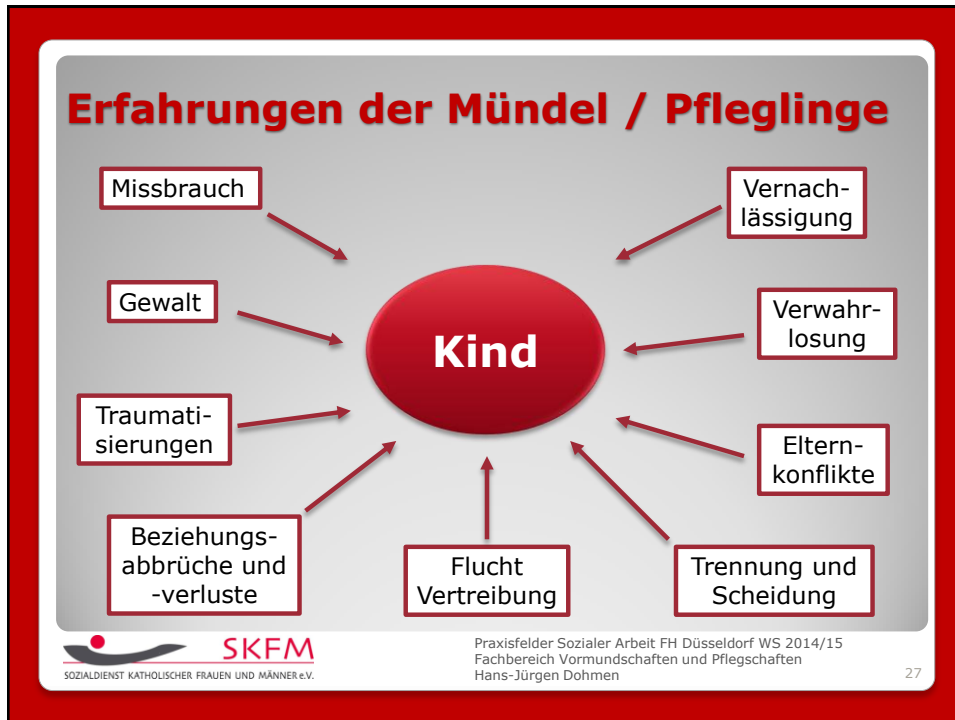 Erfahrungen der Mündel / Pfleglinge
Missbrauch
Vernach-
lässigung
Gewalt
Verwahr-
losung
Kind
Traumati-
sierungen
Eltern-
konflikte
Beziehungs-
abbrüche und
-verluste
Flucht
Vertreibung
Trennung und
Scheidung
SKFM
SOZIALDIENST KATHOLISCHER FRAUEN UND MÄNNER e.V.
Praxisfelder Sozialer Arbeit FH Düsseldorf WS 2014/15
Fachbereich Vormundschaften und Pflegschaften
Hans-Jürgen Dohmen
27